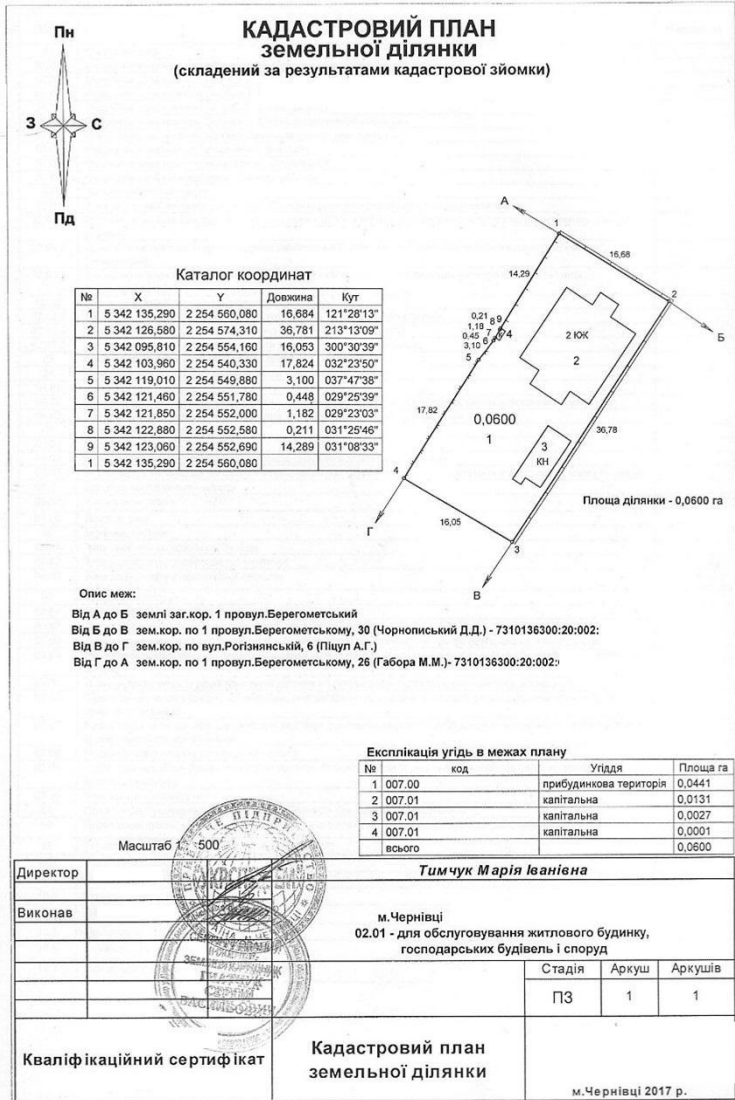 КАДАСТРОВИЙ ПЛАН
земельної ділянки
(складений за результатами кадастрової зйомки)
Пн
З С
Пд
А
1
16,68
2
Б
14,29
0,21
1,18
0,45
3,10
9
8
7
6
4
5
2 КЖ
2
17,82
0,0600
1
36,78
3
КН
4
Г
16,05
3
В
Площа ділянки - 0,0600 га
Каталог координат
№ X Y Довжина Кут
1 5 342 135,290 2 254 560,080 16,684 121°28'13"
2 5 342 126,580 2 254 574,310 36,781 213°13'09"
3 5 342 095,810 2 254 554,160 16,053 300°30'39"
4 5 342 103,960 2 254 540,330 17,824 032°23'50"
5 5 342 119,010 2 254 549,880 3,100 037°47'38"
6 5 342 121,460 2 254 551,780 0,448 029°25'39"
7 5 342 121,850 2 254 552,000 1,182 029°23'03"
8 5 342 122,880 2 254 552,580 0,211 031°25'46"
9 5 342 123,060 2 254 552,690 14,289 031°08'33"
1 5 342 135,290 2 254 560,080
Опис меж:
Від А до Б землі заг.кор. 1 провул.Берегометський
Від Б до В зем.кор. по 1 провул.Берегометському, 30 (Чорнописький Д.Д.) - 7310136300:20:002:
Від В до Г зем.кор. по вул.Рогізнянській, 6 (Піцул А.Г.)
Від Г до А зем.кор. по 1 провул.Берегометському, 26 (Габора М.М.)- 7310136300:20:002:
Експлікація угідь в межах плану
№ код Угіддя Площа га
1 007.00 прибудинкова територія 0,0441
2 007.01 капітальна 0,0131
3 007.01 капітальна 0,0027
4 007.01 капітальна 0,0001
всього 0,0600
Масштаб 1 500
Директор
Тимчук Марія Іванівна
Виконав
м.Чернівці
02.01 - для обслуговування житлового будинку,
господарських будівель і споруд
Стадія Аркуш Аркушів
ПЗ 1 1
Кваліфікаційний сертифікат
Кадастровий план
земельної ділянки
м.Чернівці 2017 р.